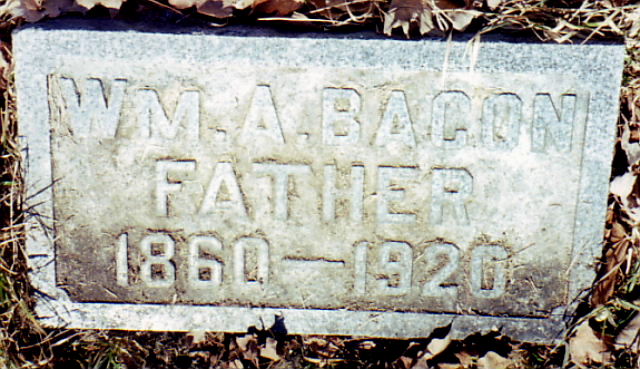 WM. A. BACON
FATHER
1860—1920